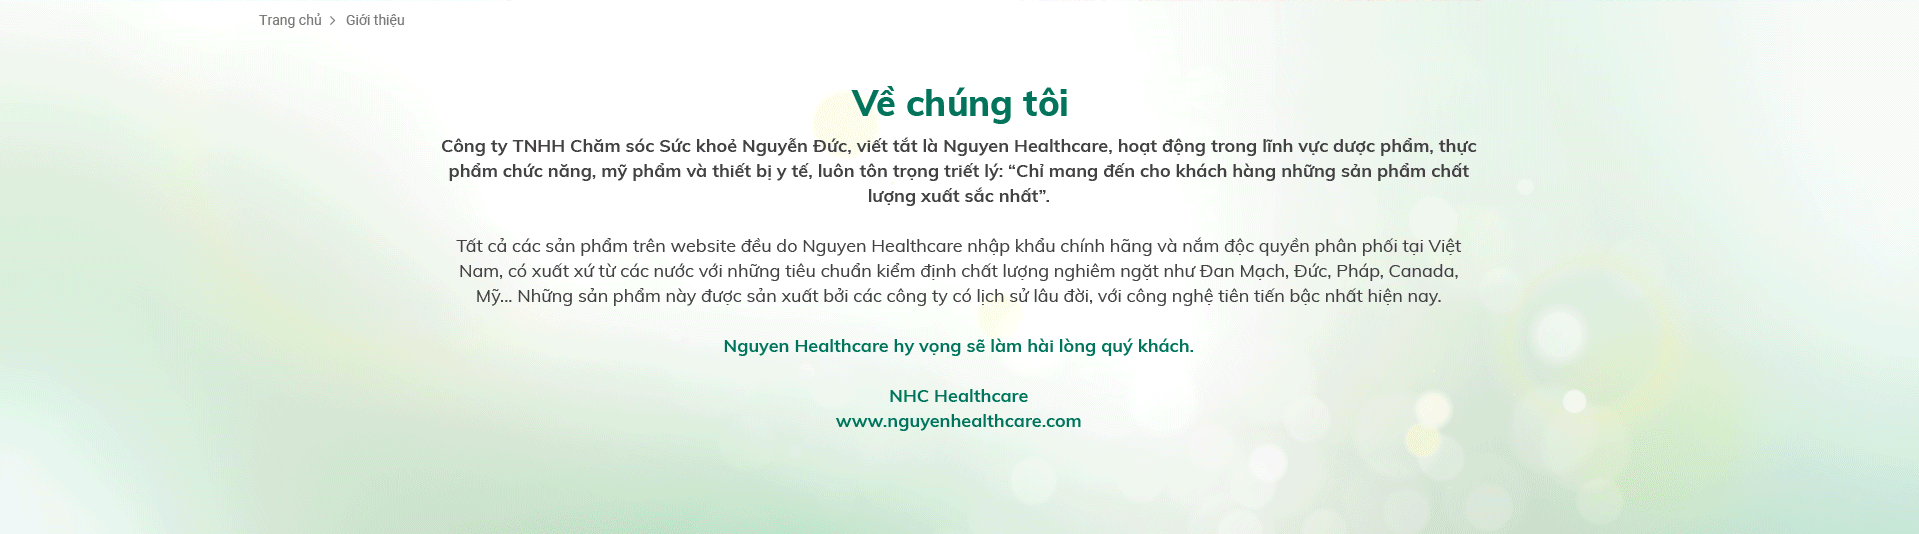 Trang chủ > Giới thiệu
Về chúng tôi
Công ty TNHH Chăm sóc Sức khoẻ Nguyễn Đức, viết tắt là Nguyen Healthcare, hoạt động trong lĩnh vực dược phẩm, thực
phẩm chức năng, mỹ phẩm và thiết bị y tế, luôn tôn trọng triết lý: “Chỉ mang đến cho khách hàng những sản phẩm chất
lượng xuất sắc nhất”.
Tất cả các sản phẩm trên website đều do Nguyen Healthcare nhập khẩu chính hãng và nắm độc quyền phân phối tại Việt
Nam, có xuất xứ từ các nước với những tiêu chuẩn kiểm định chất lượng nghiêm ngặt như Đan Mạch, Đức, Pháp, Canada,
Mỹ... Những sản phẩm này được sản xuất bởi các công ty có lịch sử lâu đời, với công nghệ tiên tiến bậc nhất hiện nay.
Nguyen Healthcare hy vọng sẽ làm hài lòng quý khách.
NHC Healthcare
www.nguyenhealthcare.com